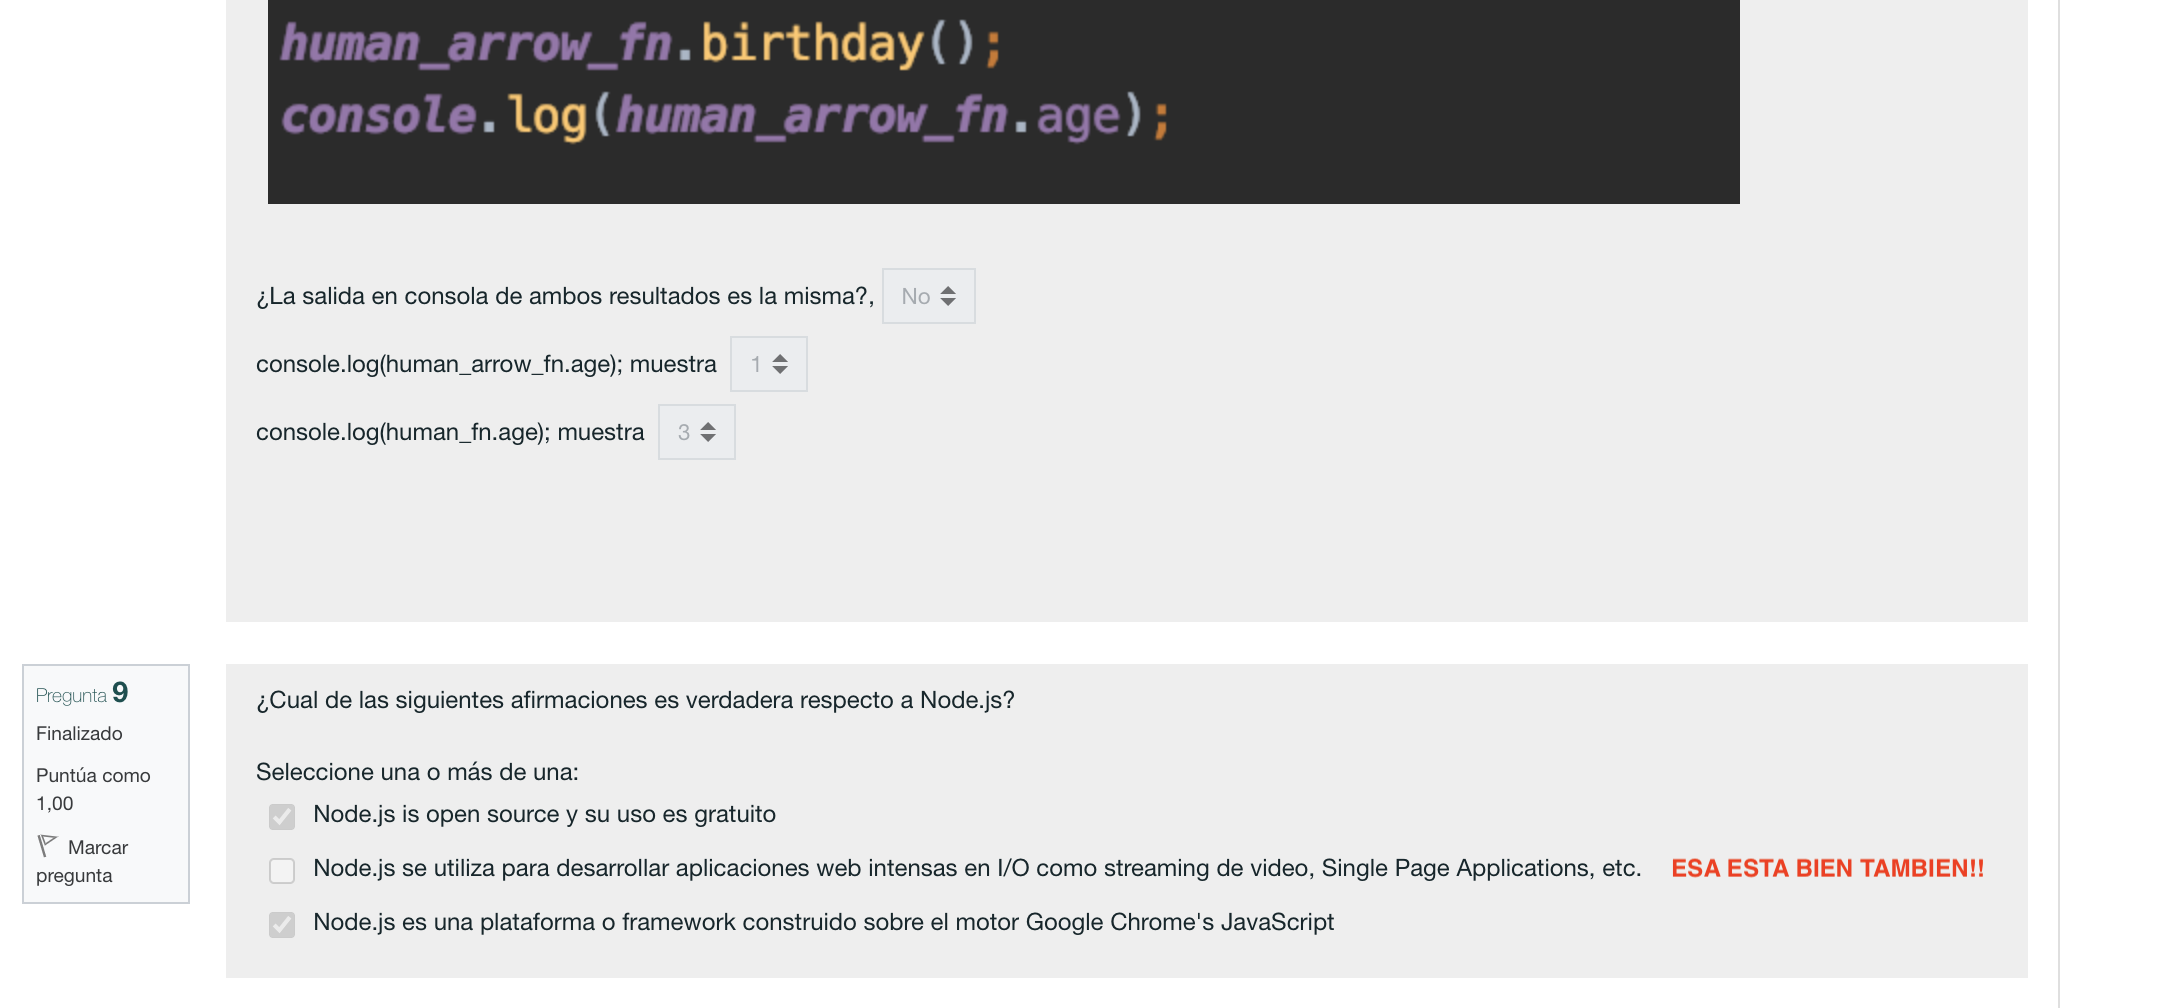 human_arrow_fn.birthday();
console.log(human_arrow_fn.age);
¿La salida en consola de ambos resultados es la misma?, No
console.log(human_arrow_fn.age); muestra 1
console.log(human_fn.age); muestra 3
Pregunta 9
Finalizado
Puntúa como
1,00
Marcar
pregunta
¿Cual de las siguientes afirmaciones es verdadera respecto a Node.js?
Seleccione una o más de una:
Node.js is open source y su uso es gratuito
Node.js se utiliza para desarrollar aplicaciones web intensas en I/O como streaming de video, Single Page Applications, etc. ESA ESTA BIEN TAMBIEN!!
Node.js es una plataforma o framework construido sobre el motor Google Chrome's JavaScript